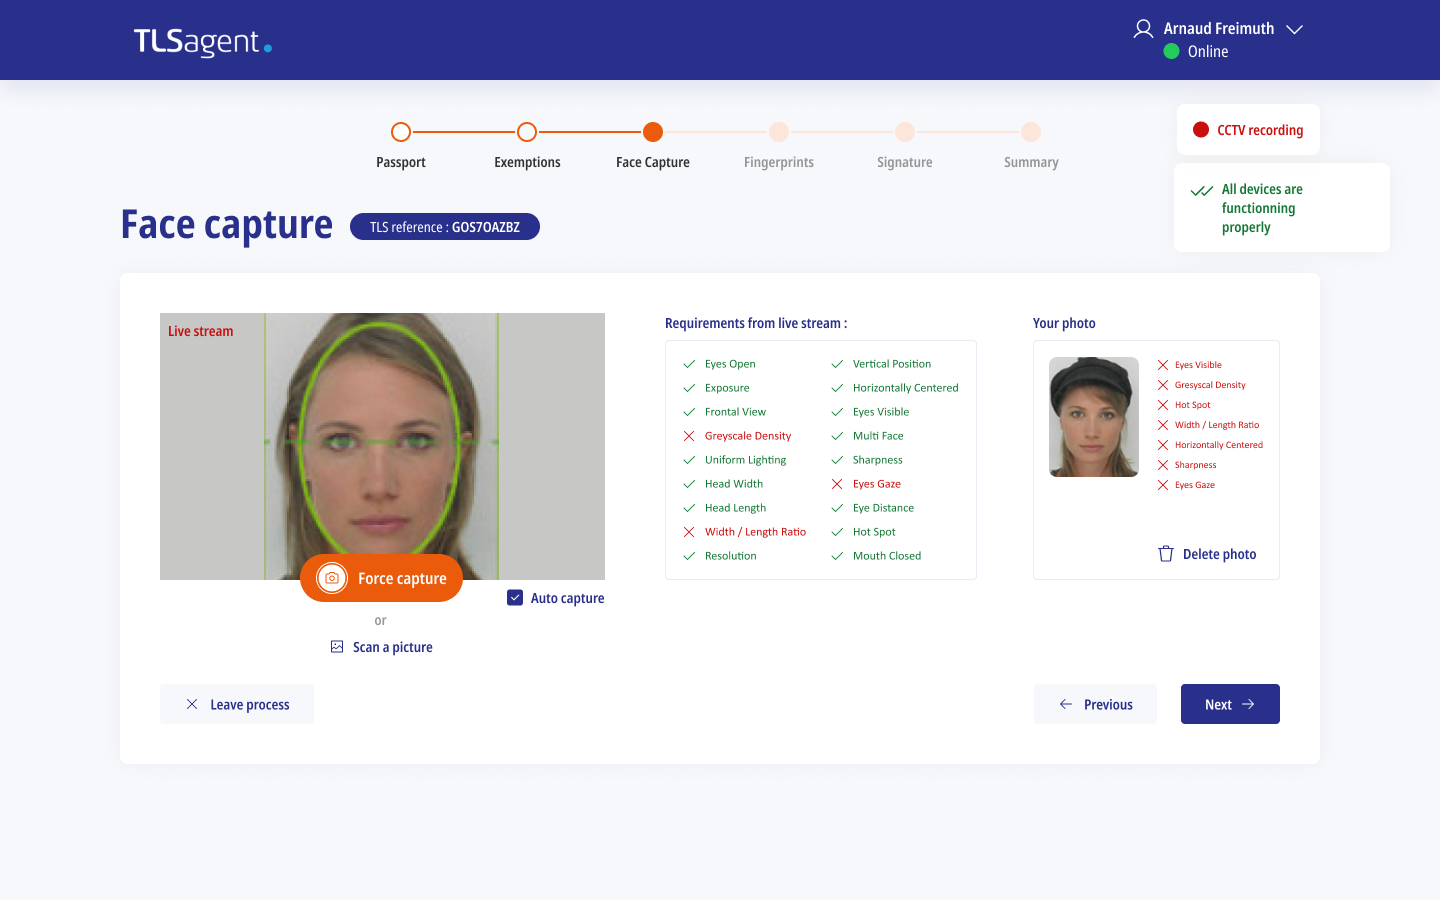 TLSagent.
Arnaud Freimuth
Online
Passport
Exemptions
Face Capture
Fingerprints
Signature
Summary
CCTV recording
All devices are
functionning
properly
Face capture
TLS reference : GOS7OAZBZ
Live stream
Force capture
Auto capture
or
Scan a picture
Requirements from live stream :
Eyes Open
Exposure
Frontal View
Greyscale Density
Uniform Lighting
Head Width
Head Length
Width / Length Ratio
Resolution
Vertical Position
Horizontally Centered
Eyes Visible
Multi Face
Sharpness
Eyes Gaze
Eye Distance
Hot Spot
Mouth Closed
Your photo
Eyes Visible
Gresyscal Density
Hot Spot
Width / Length Ratio
Horizontally Centered
Sharpness
Eyes Gaze
Delete photo
Leave process
Previous
Next